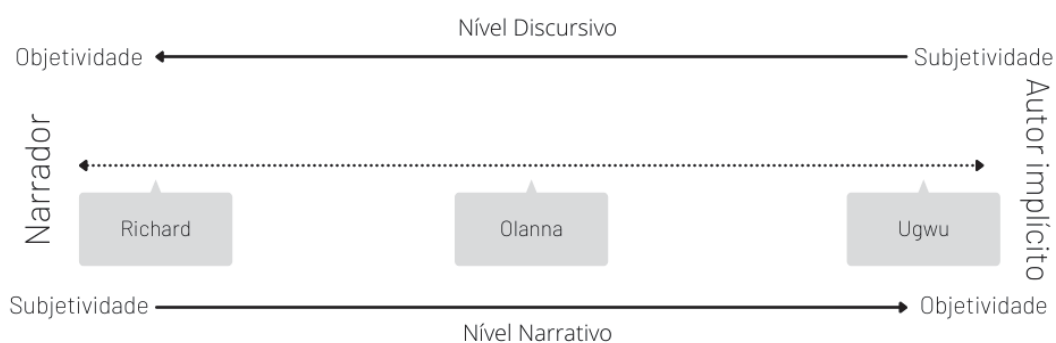 Nível Discursivo
Objetividade
Subjetividade
Narrador
Autor implícito
Richard
Olanna
Ugwu
Subjetividade
Objetividade
Nível Narrativo